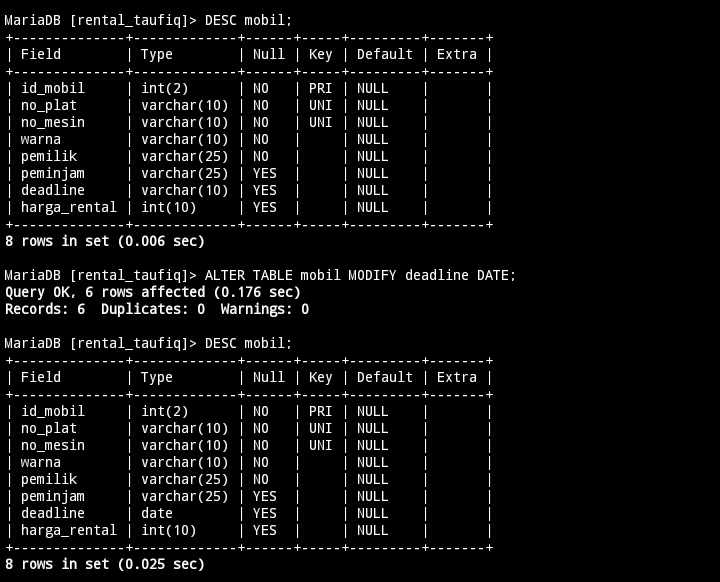 MariaDB [rental_taufiq]> DESC mobil;
+--------------+-------------+------+-----+---------+-------+
| Field        | Type        | Null | Key | Default | Extra |
+--------------+-------------+------+-----+---------+-------+
| id_mobil     | int(2)      | NO   | PRI | NULL    |       |
| no_plat      | varchar(10) | NO   | UNI | NULL    |       |
| no_mesin     | varchar(10) | NO   | UNI | NULL    |       |
| warna        | varchar(10) | NO   |     | NULL    |       |
| pemilik      | varchar(25) | NO   |     | NULL    |       |
| peminjam     | varchar(25) | YES  |     | NULL    |       |
| deadline     | varchar(10) | YES  |     | NULL    |       |
| harga_rental | int(10)     | YES  |     | NULL    |       |
+--------------+-------------+------+-----+---------+-------+
8 rows in set (0.006 sec)
MariaDB [rental_taufiq]> ALTER TABLE mobil MODIFY deadline DATE;
Query OK, 6 rows affected (0.176 sec)
Records: 6  Duplicates: 0  Warnings: 0
MariaDB [rental_taufiq]> DESC mobil;
+--------------+-------------+------+-----+---------+-------+
| Field        | Type        | Null | Key | Default | Extra |
+--------------+-------------+------+-----+---------+-------+
| id_mobil     | int(2)      | NO   | PRI | NULL    |       |
| no_plat      | varchar(10) | NO   | UNI | NULL    |       |
| no_mesin     | varchar(10) | NO   | UNI | NULL    |       |
| warna        | varchar(10) | NO   |     | NULL    |       |
| pemilik      | varchar(25) | NO   |     | NULL    |       |
| peminjam     | varchar(25) | YES  |     | NULL    |       |
| deadline     | date        | YES  |     | NULL    |       |
| harga_rental | int(10)     | YES  |     | NULL    |       |
+--------------+-------------+------+-----+---------+-------+
8 rows in set (0.025 sec)